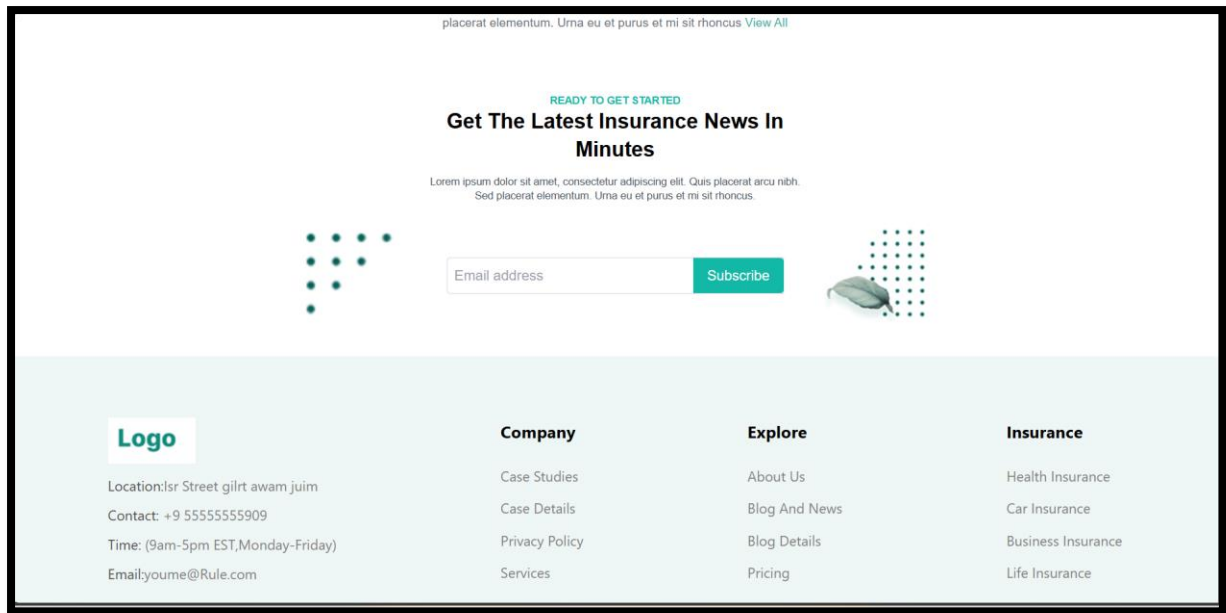 placerat elementum. Urna eu et purus et mi sit rhoncus View All
READY TO GET STARTED
Get The Latest Insurance News In
Minutes
Lorem ipsum dolor sit amet, consectetur adipiscing elit. Quis placerat arcu nibh.
Sed placerat elementum. Urna eu et purus et mi sit rhoncus.
Email address
Subscribe
Logo
Location:Isr Street gilrt awam juim
Contact: +9 55555555909
Time: (9am-5pm EST,Monday-Friday)
Email:youme@Rule.com
Company
Case Studies
Case Details
Privacy Policy
Services
Explore
About Us
Blog And News
Blog Details
Pricing
Insurance
Health Insurance
Car Insurance
Business Insurance
Life Insurance